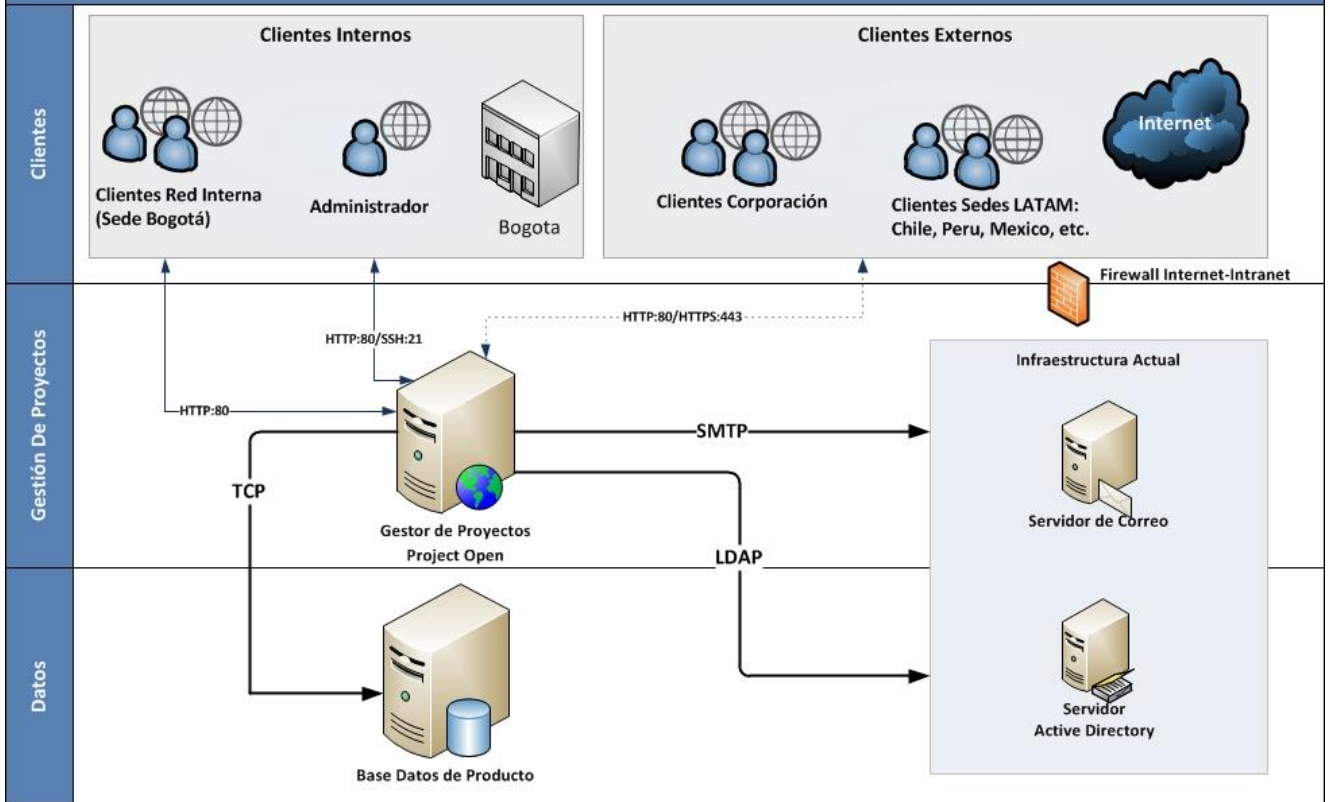 Clientes
Clientes Internos
Clientes Red Interna
(Sede Bogotá)
Administrador
Bogota
Clientes Externos
Clientes Corporación
Clientes Sedes LATAM:
Chile, Peru, Mexico, etc.
Internet
Firewall Internet-Intranet
Gestión De Proyectos
HTTP:80/HTTPS:443
HTTP:80/SSH:21
HTTP:80
SMTP
TCP
LDAP
Gestor de Proyectos
Project Open
Infraestructura Actual
Servidor de Correo
Datos
Base Datos de Producto
Servidor
Active Directory